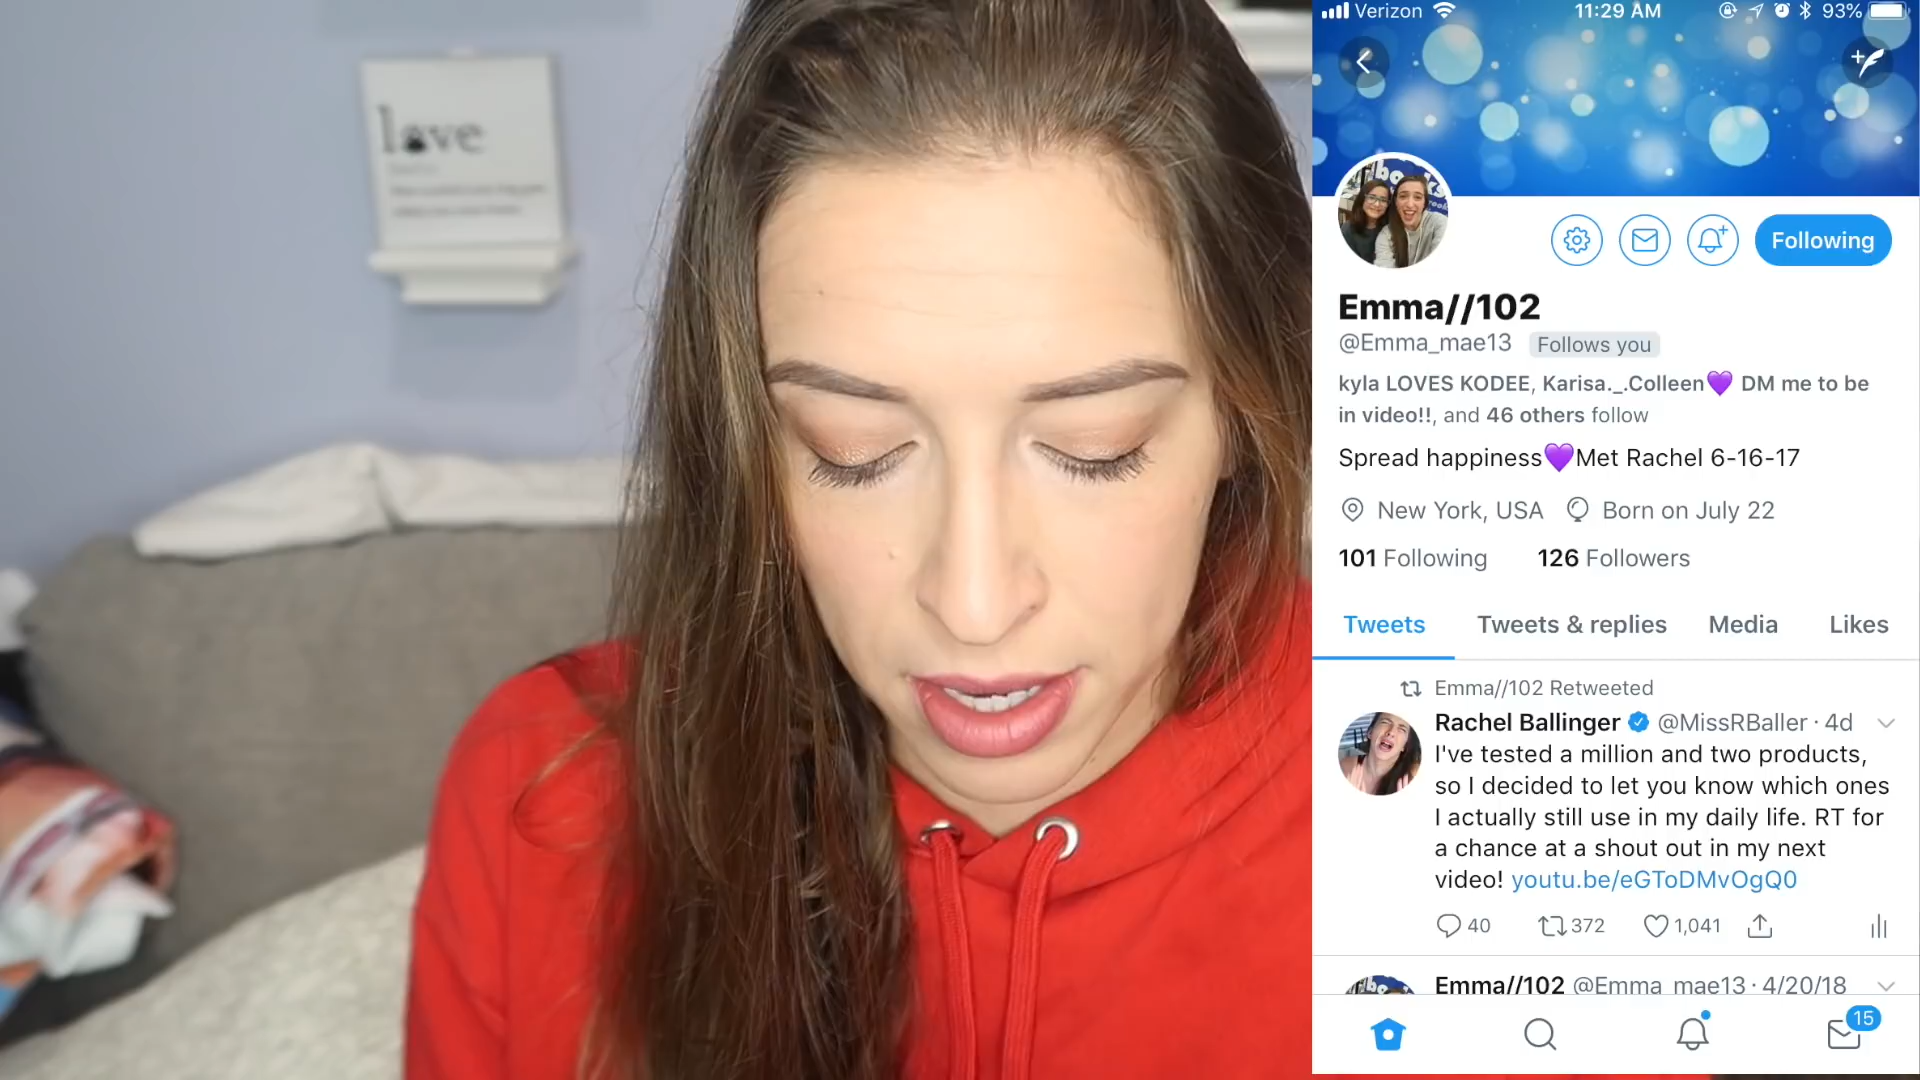 love
Verizon 11:29 AM 93%
Following
Emma//102
@Emma_mae13 Follows you
kyla LOVES KODEE, Karisa._.Colleen💜 DM me to be
in video!!, and 46 others follow
Spread happiness💜Met Rachel 6-16-17
New York, USA Born on July 22
101 Following 126 Followers
Tweets Tweets & replies Media Likes
Emma//102 Retweeted
Rachel Ballinger @MissRBaller · 4d
I've tested a million and two products,
so I decided to let you know which ones
I actually still use in my daily life. RT for
a chance at a shout out in my next
video! youtu.be/eGToDMvOgQ0
40 372 1,041
Emma//102 @Emma_mae13 · 4/20/18
15